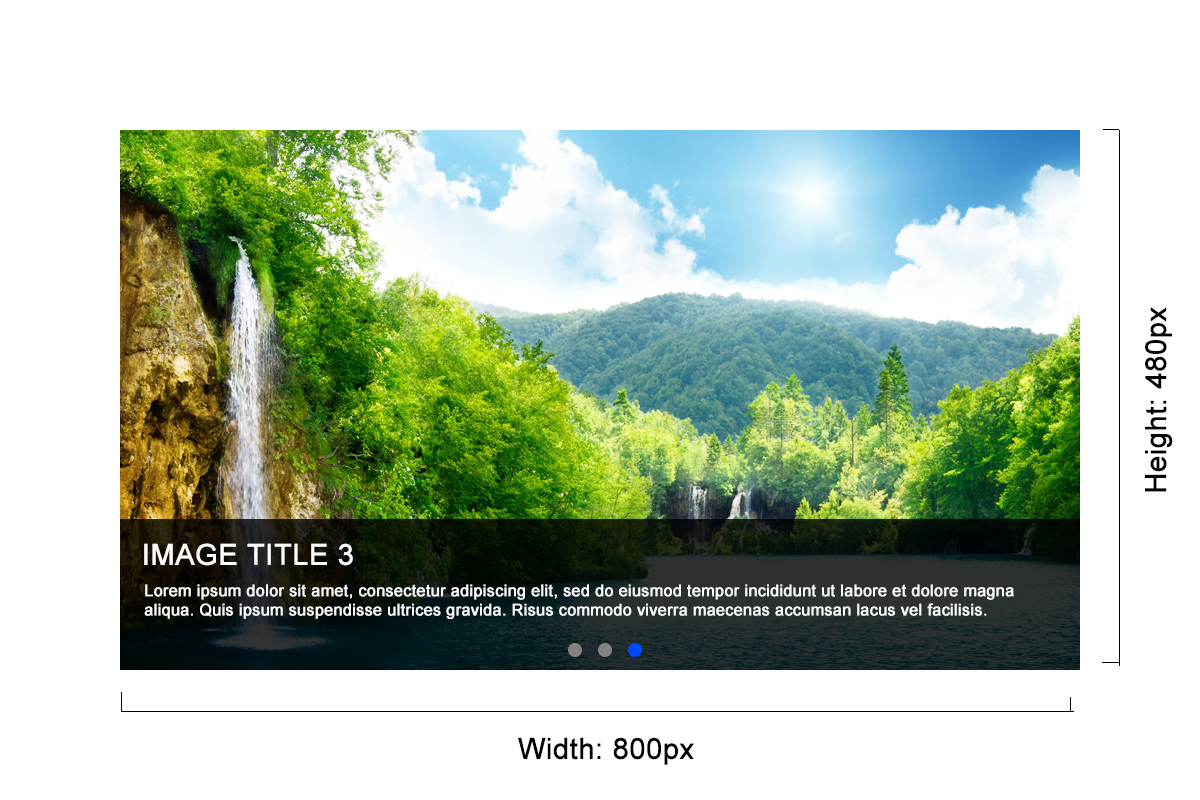 IMAGE TITLE 3
Lorem ipsum dolor sit amet, consectetur adipiscing elit, sed do eiusmod tempor incididunt ut labore et dolore magna
aliqua. Quis ipsum suspendisse ultrices gravida. Risus commodo viverra maecenas accumsan lacus vel facilisis.
Height: 480px
Width: 800px